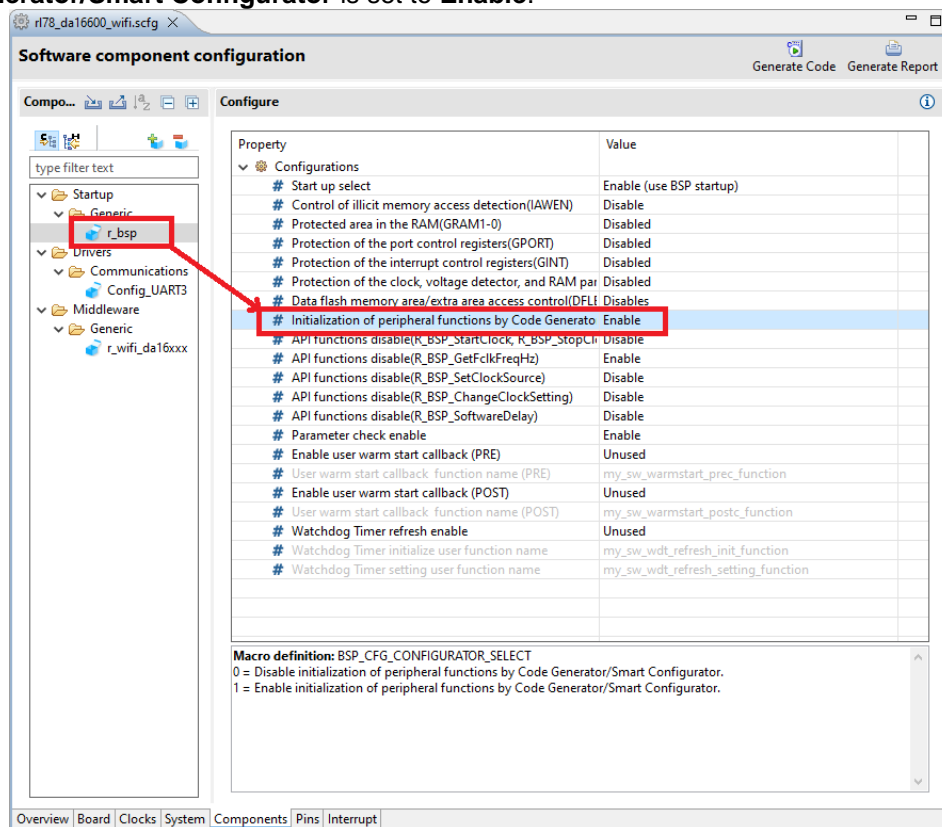 erator/Smart Configurator is set to Enable.
rl78_da16600_wifi.scfg
Software component configuration
Generate Code Generate Report
Compo...
Configure
type filter text
Startup
Generic
r_bsp
Drivers
Communications
Config_UART3
Middleware
Generic
r_wifi_da16xxx
Property Value
Configurations
# Start up select Enable (use BSP startup)
# Control of illicit memory access detection(IAWEN) Disable
# Protected area in the RAM(GRAM1-0) Disabled
# Protection of the port control registers(GPORT) Disabled
# Protection of the interrupt control registers(GINT) Disabled
# Protection of the clock, voltage detector, and RAM par Disabled
# Data flash memory area/extra area access control(DFLE Disables
# Initialization of peripheral functions by Code Generato Enable
# API functions disable(R_BSP_StartClock, R_BSP_StopCl Disable
# API functions disable(R_BSP_GetFclkFreqHz) Enable
# API functions disable(R_BSP_SetClockSource) Disable
# API functions disable(R_BSP_ChangeClockSetting) Disable
# API functions disable(R_BSP_SoftwareDelay) Disable
# Parameter check enable Enable
# Enable user warm start callback (PRE) Unused
# User warm start callback function name (PRE) my_sw_warmstart_prec_function
# Enable user warm start callback (POST) Unused
# User warm start callback function name (POST) my_sw_warmstart_postc_function
# Watchdog Timer refresh enable Unused
# Watchdog Timer initialize user function name my_sw_wdt_refresh_init_function
# Watchdog Timer setting user function name my_sw_wdt_refresh_setting_function
Macro definition: BSP_CFG_CONFIGURATOR_SELECT
0 = Disable initialization of peripheral functions by Code Generator/Smart Configurator.
1 = Enable initialization of peripheral functions by Code Generator/Smart Configurator.
Overview Board Clocks System Components Pins Interrupt